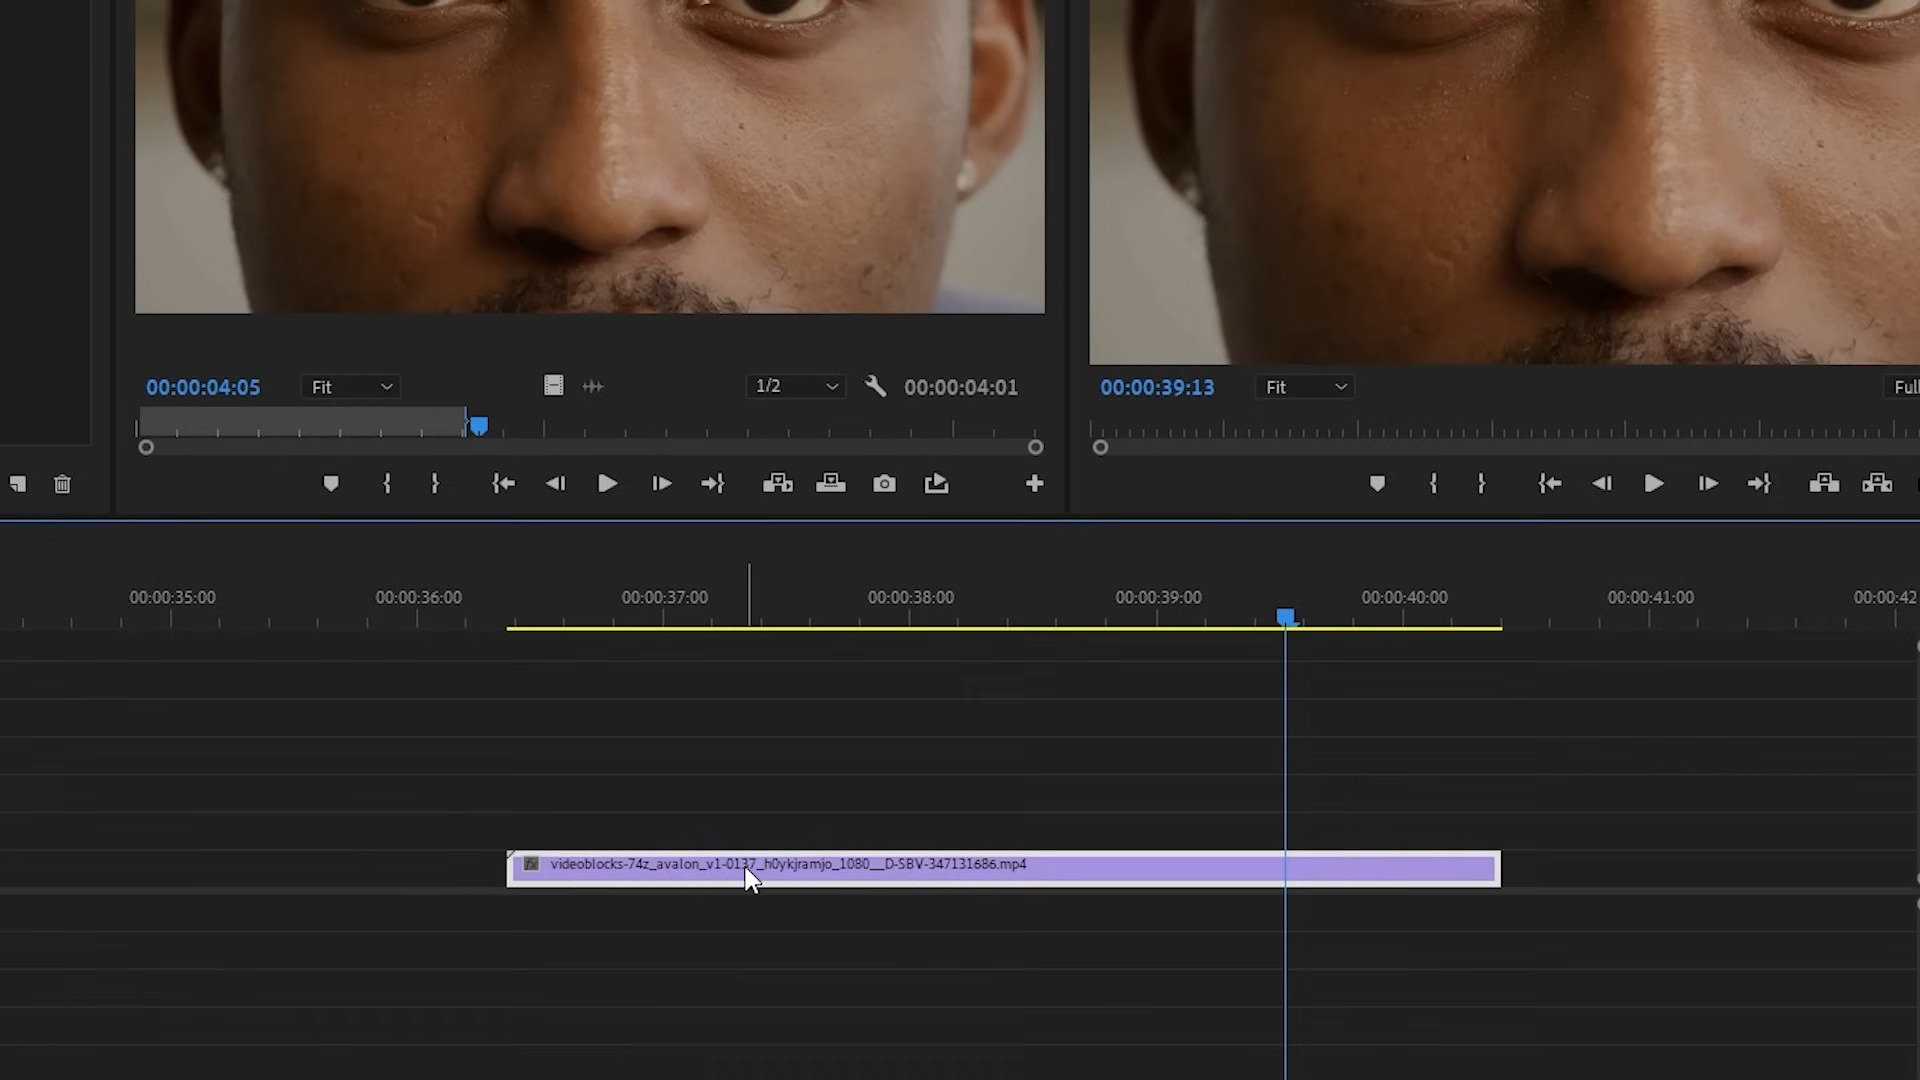 00:00:04:05 Fit 1/2 00:00:04:01
00:00:39:13 Fit Full
00:00:35:00 00:00:36:00 00:00:37:00 00:00:38:00 00:00:39:00 00:00:40:00 00:00:41:00 00:00:42
fx videoblocks-74z_avalon_v1-0137_h0ykjramjo_1080__D-SBV-347131686.mp4